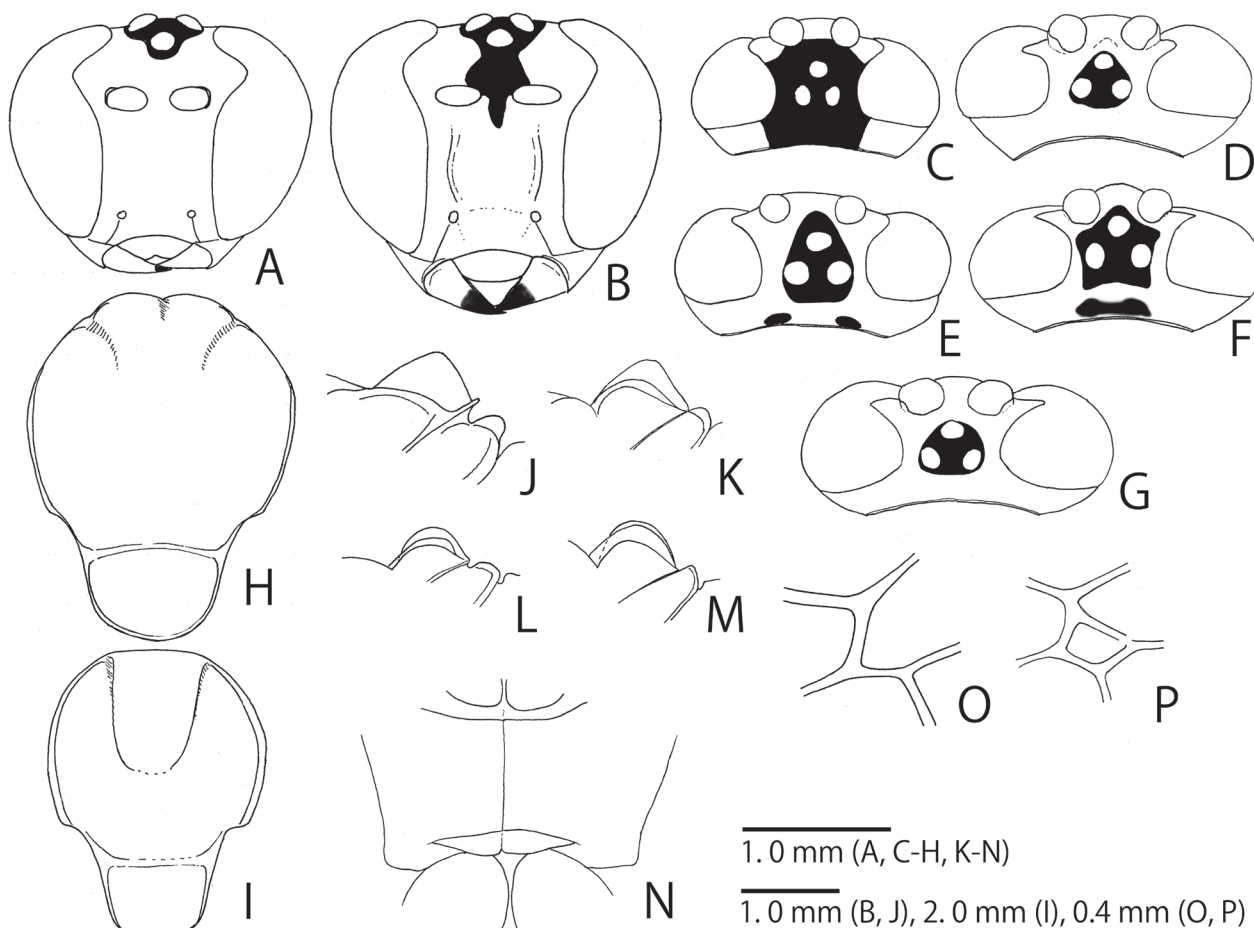 A
B
C
D
E
F
G
H
I
J
K
L
M
N
O
P
1. 0 mm (A, C-H, K-N)
1. 0 mm (B, J), 2. 0 mm (I), 0.4 mm (O, P)